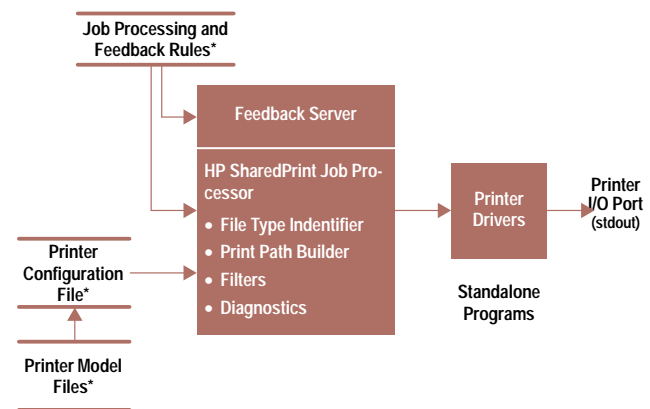 Job Processing and
Feedback Rules*
Feedback Server
HP SharedPrint Job Pro-
cessor
• File Type Indentifier
• Print Path Builder
• Filters
• Diagnostics
Printer
Drivers
Printer
I/O Port
(stdout)
Standalone
Programs
Printer
Configuration
File*
Printer Model
Files*